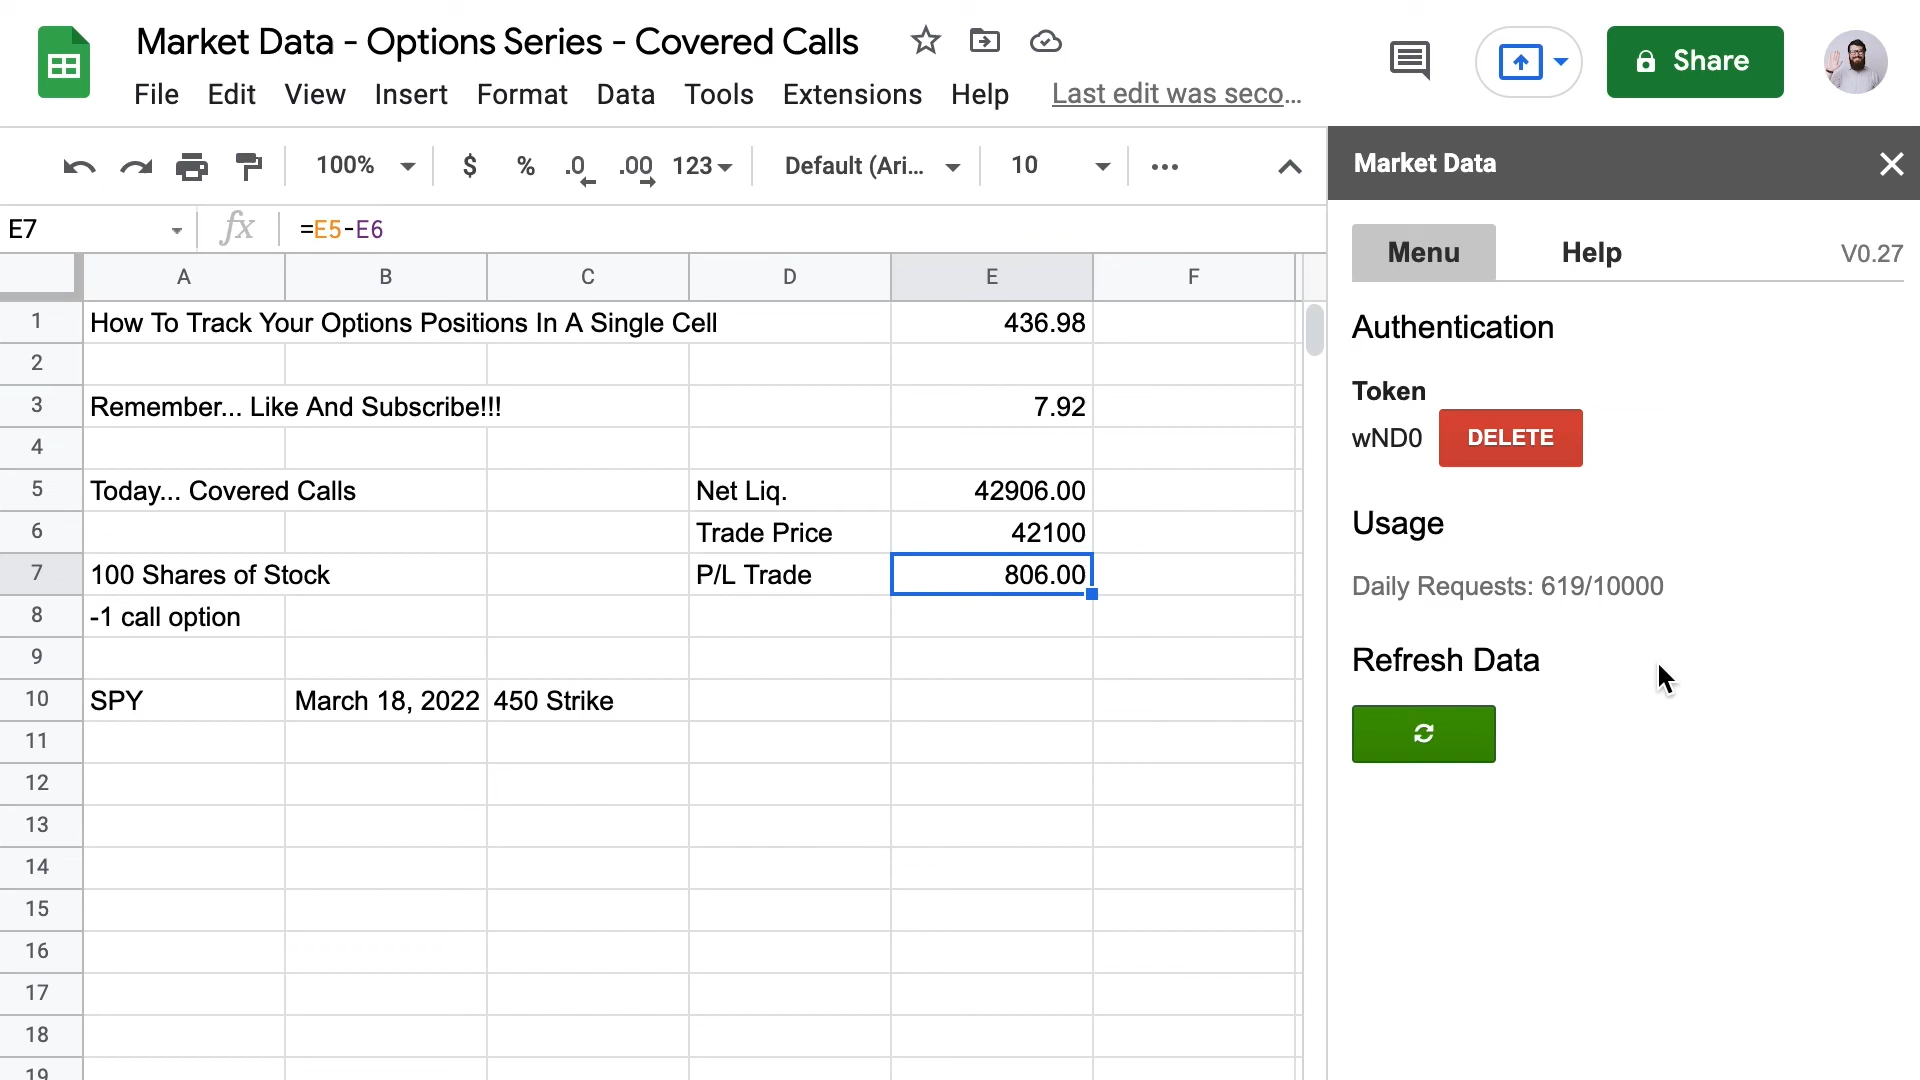 Market Data - Options Series - Covered Calls
File Edit View Insert Format Data Tools Extensions Help Last edit was seco...
Share
100% $ % .0 .00 123 Default (Ari... 10
E7 fx =E5-E6
A B C D E F
1 How To Track Your Options Positions In A Single Cell 436.98
2
3 Remember... Like And Subscribe!!! 7.92
4
5 Today... Covered Calls Net Liq. 42906.00
6 Trade Price 42100
7 100 Shares of Stock P/L Trade 806.00
8 -1 call option
9
10 SPY March 18, 2022 450 Strike
11
12
13
14
15
16
17
18
19
Market Data
Menu Help V0.27
Authentication
Token
wND0 DELETE
Usage
Daily Requests: 619/10000
Refresh Data